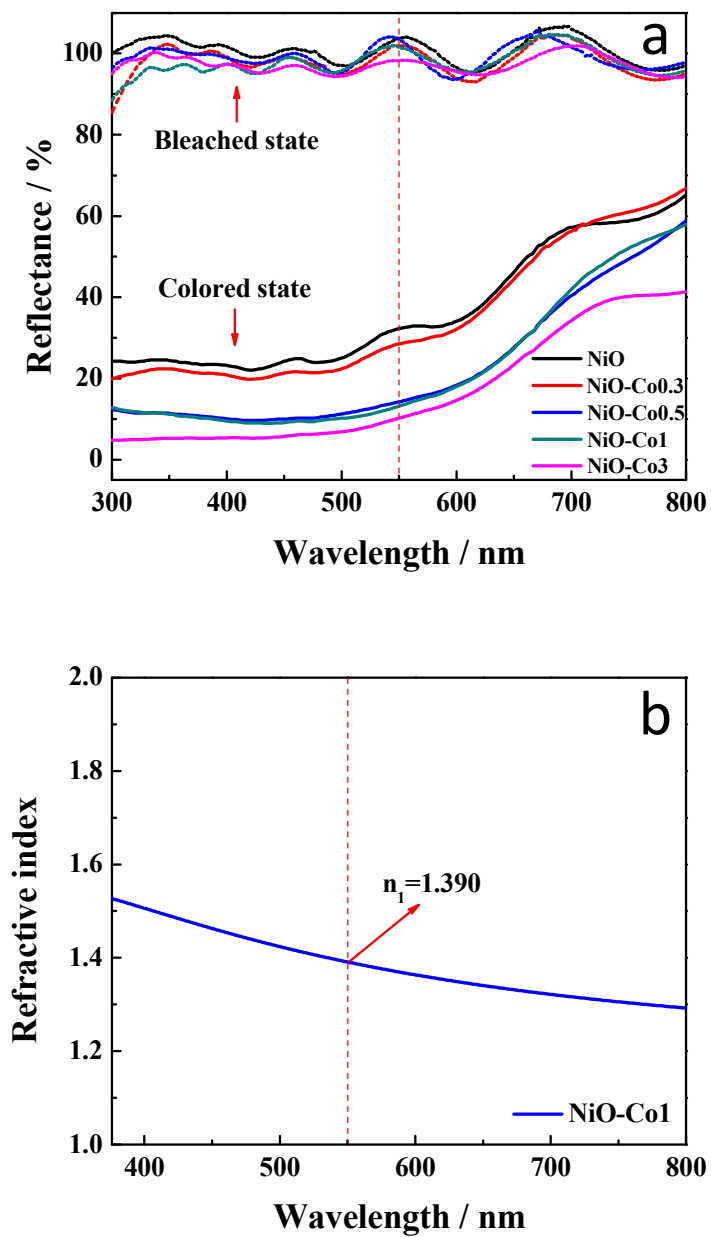 a
100
80
60
40
20
0
Reflectance / %
Bleached state
Colored state
NiO
NiO-Co0.3
NiO-Co0.5
NiO-Co1
NiO-Co3
300 400 500 600 700 800
Wavelength / nm
b
2.0
1.8
1.6
1.4
1.2
1.0
Refractive index
n₁=1.390
NiO-Co1
400 500 600 700 800
Wavelength / nm